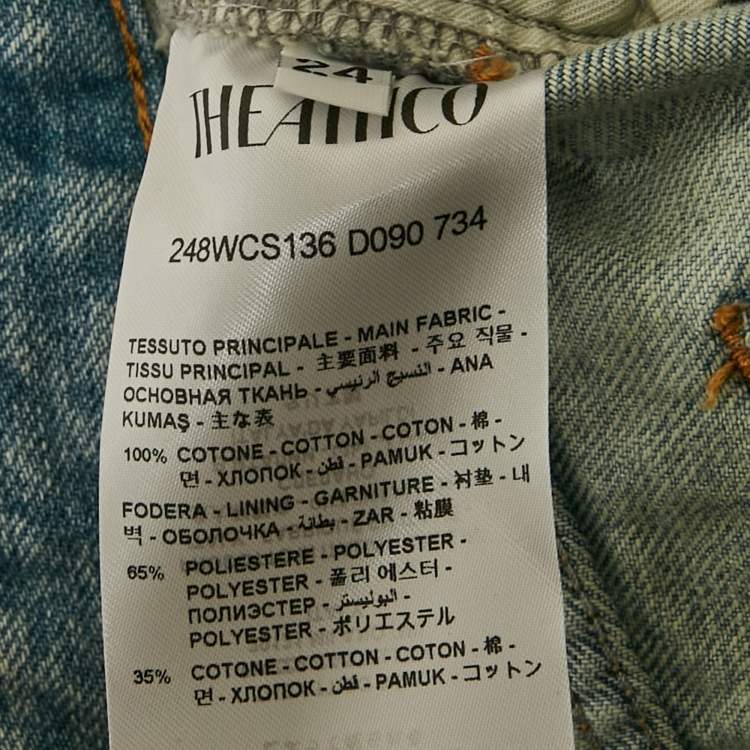 24
THE ATTICO
248WCS136 D090 734
TESSUTO PRINCIPALE - MAIN FABRIC -
TISSU PRINCIPAL - 主要面料 - 주요 직물 -
ОСНОВНАЯ ТКАНЬ - النسيج الرئيسي - ANA
KUMAŞ - 主な表
100% COTONE - COTTON - COTON - 棉 -
면 - ХЛОПОК - قطن - PAMUK - コットン
FODERA - LINING - GARNITURE - 衬垫 - 내
벽 - ОБОЛОЧКА - بطانة - ZAR - 粘膜
65% POLIESTERE - POLYESTER -
POLYESTER - 폴리 에스터 -
ПОЛИЭСТЕР - البوليستر -
POLYESTER - ポリエステル
35% COTONE - COTTON - COTON - 棉 -
면 - ХЛОПОК - قطن - PAMUK - コットン